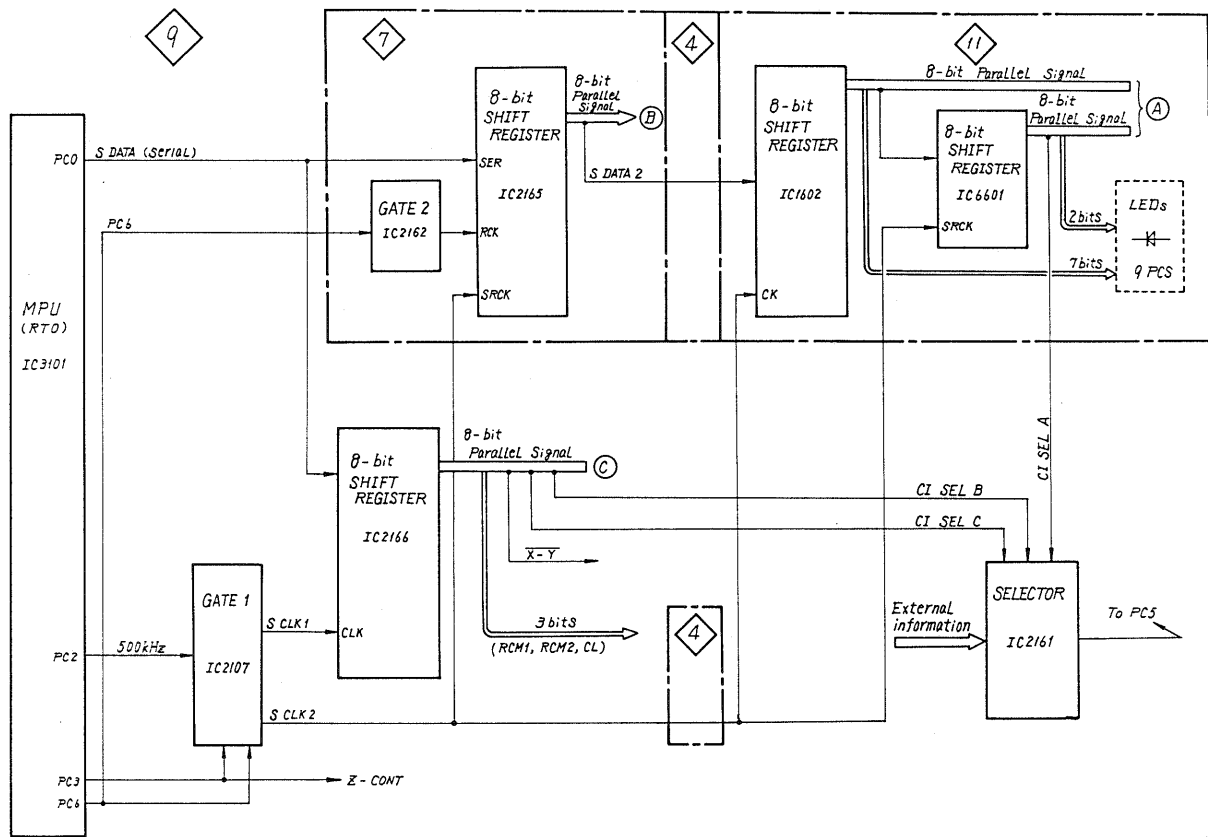 9
7
4
11
8-bit Parallel Signal
8-bit
Parallel
Signal
B
8-bit
Parallel Signal
A
8-bit
SHIFT
REGISTER
SER
IC2165
RCK
SRCK
8-bit
SHIFT
REGISTER
IC1602
CK
8-bit
SHIFT
REGISTER
IC6601
SRCK
PC0
S DATA (Serial)
S DATA 2
GATE 2
IC2162
PC6
LEDs
9 PCS
2bits
7bits
MPU
(RTO)
IC3101
8-bit
Parallel Signal
C
8-bit
SHIFT
REGISTER
IC2166
CLK
CI SEL A
CI SEL B
CI SEL C
X-Y
3bits
(RCM1, RCM2, CL)
4
GATE 1
IC2107
S CLK1
PC2
500kHz
S CLK2
External
information
SELECTOR
IC2161
To PC5
PC3
Z-CONT
PC6